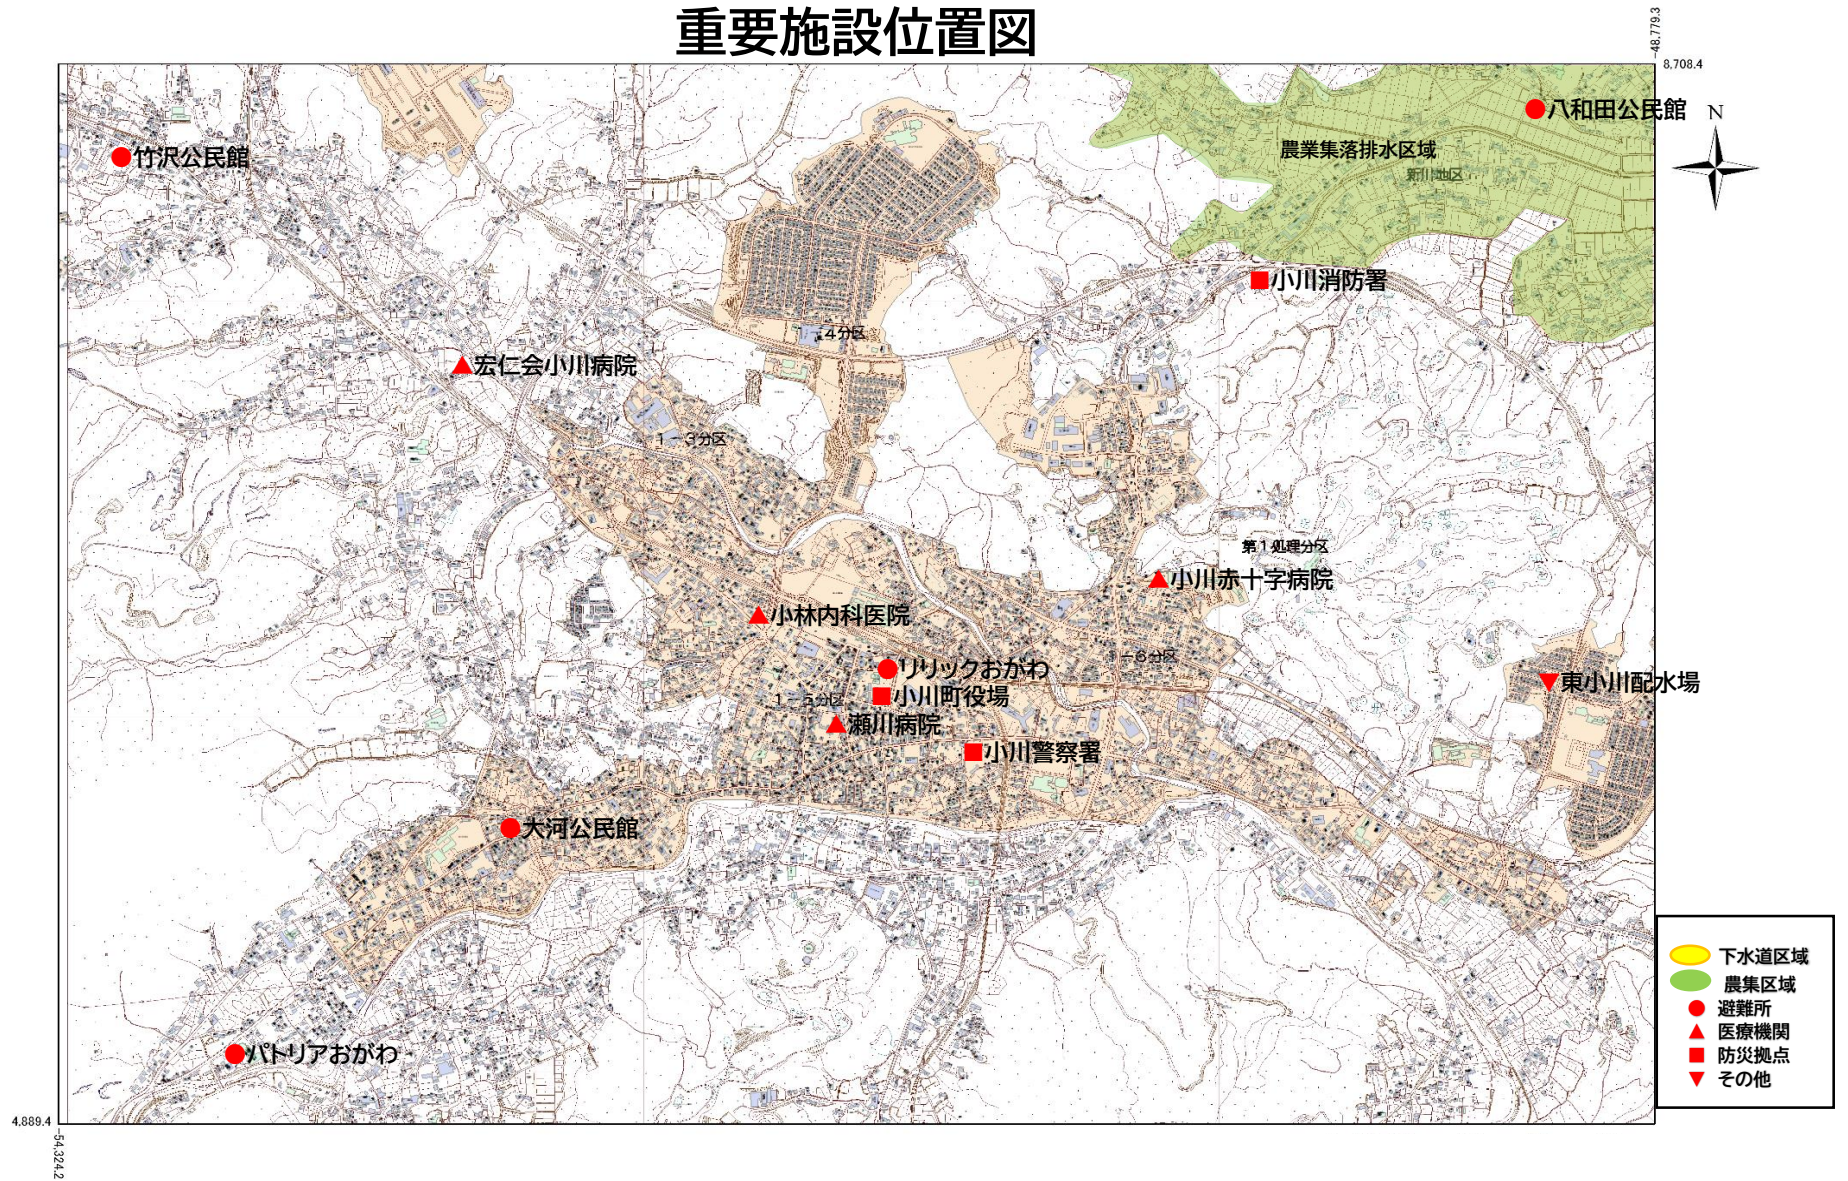 重要施設位置図
-48.779.3
8,708.4
八和田公民館
N
竹沢公民館
農業集落排水区域
新川地区
小川消防署
1-4分区
宏仁会小川病院
1-3分区
第1処理分区
小川赤十字病院
小林内科医院
1-6分区
リリックおがわ
東小川配水場
小川町役場
1-5分区
瀬川病院
小川警察署
大河公民館
下水道区域
農集区域
避難所
医療機関
防災拠点
その他
パトリアおがわ
4,889.4
-54,324.2